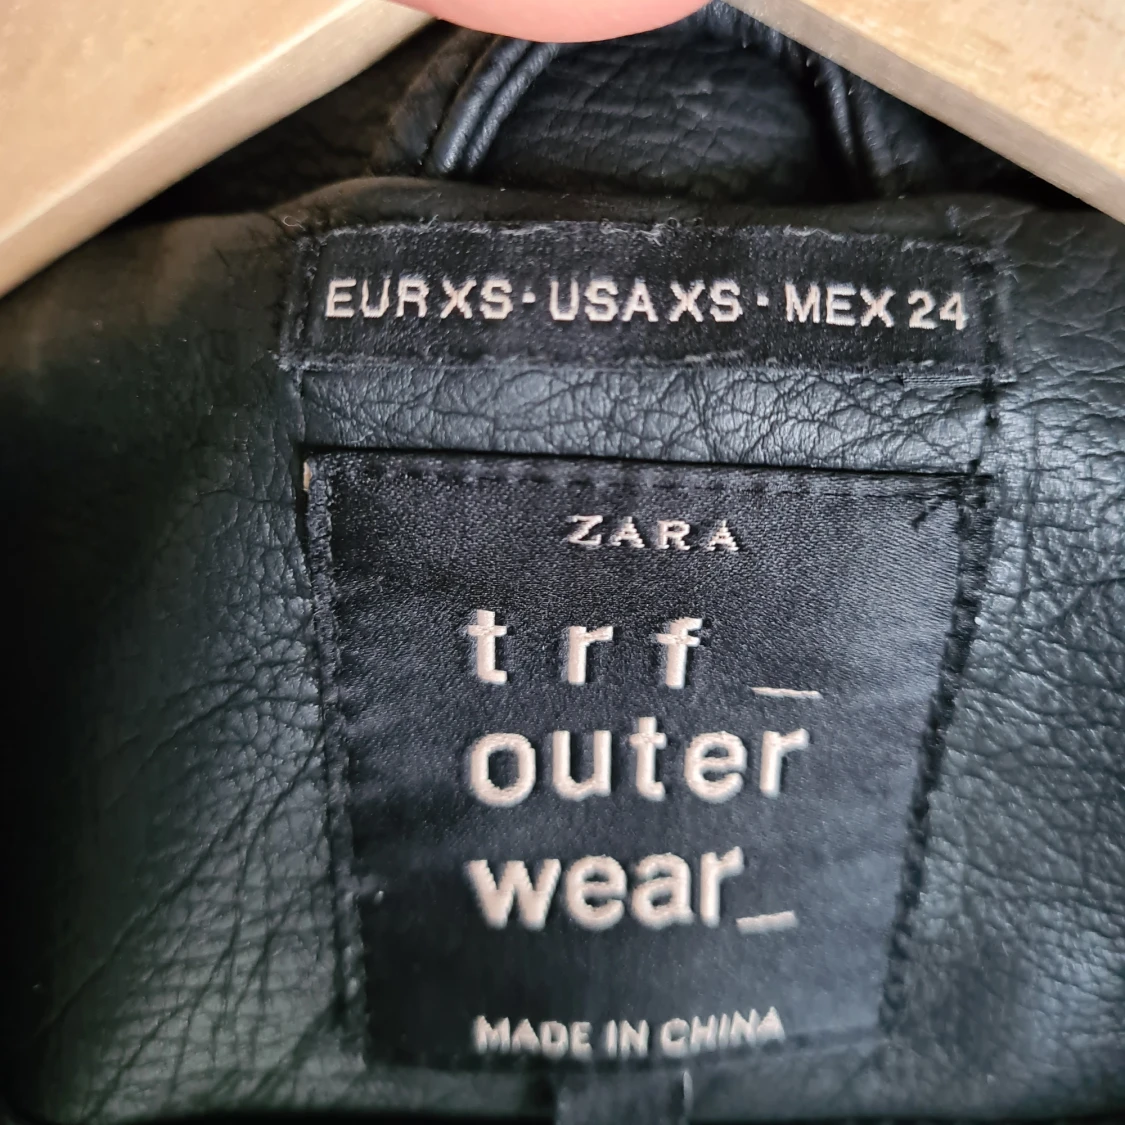 EUR XS · USA XS · MEX 24
ZARA
trf_
outer
wear_
MADE IN CHINA